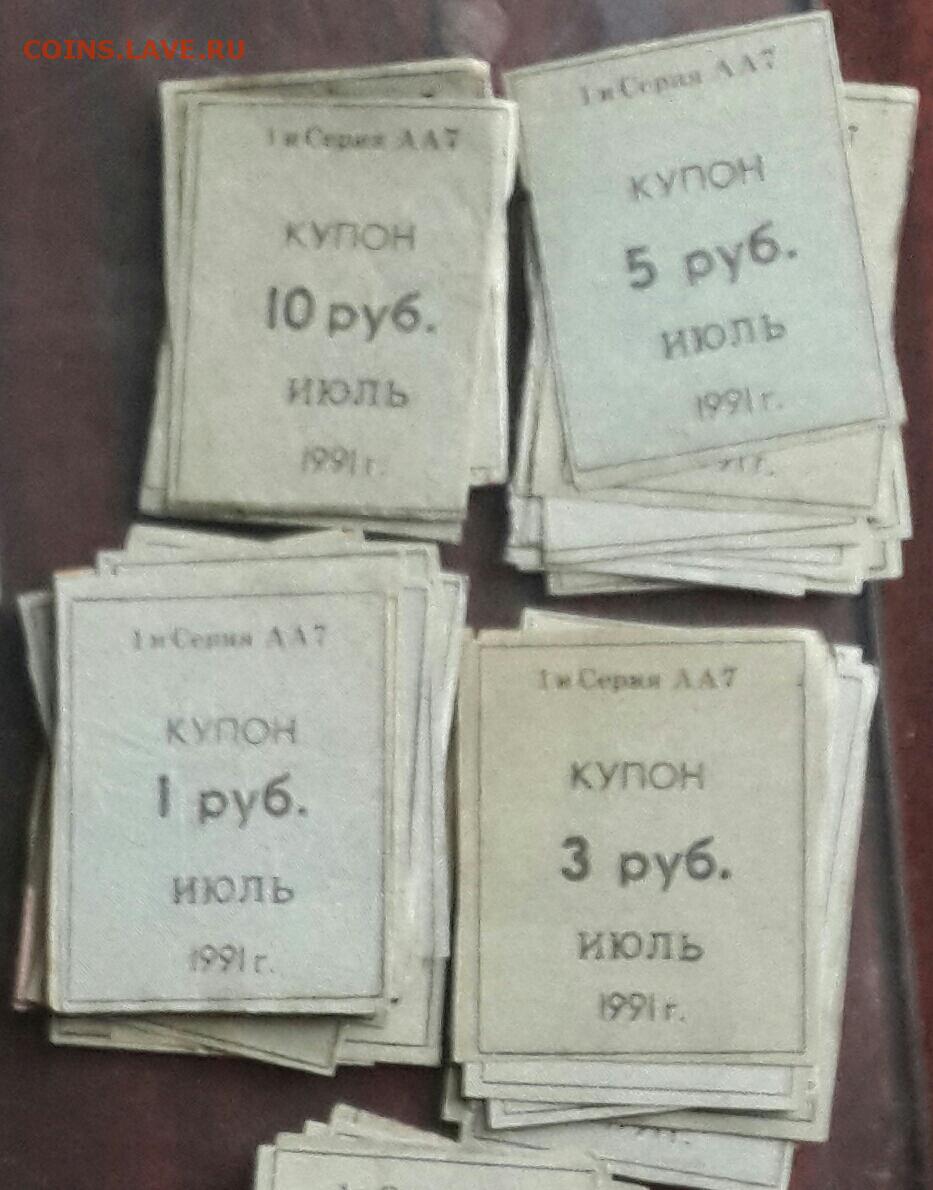 COINS.LAVE.RU
1 и Серия АА7
КУПОН
10 руб.
ИЮЛЬ
1991 г.
1 и Серия АА7
КУПОН
5 руб.
ИЮЛЬ
1991 г.
1 и Серия АА7
КУПОН
1 руб.
ИЮЛЬ
1991 г.
1 и Серия АА7
КУПОН
3 руб.
ИЮЛЬ
1991 г.